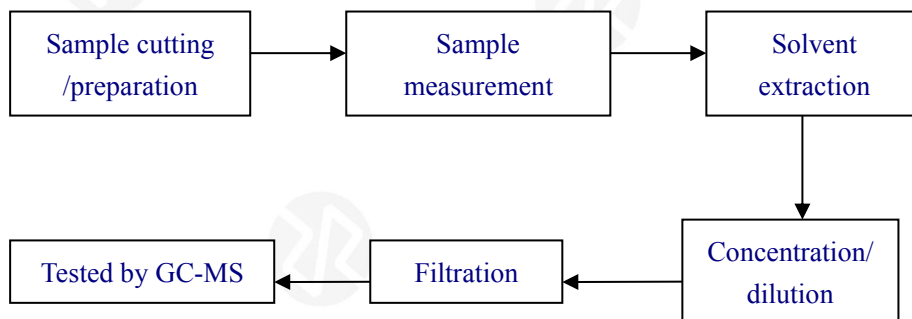 Sample cutting
/preparation
Sample
measurement
Solvent
extraction
Concentration/
dilution
Filtration
Tested by GC-MS